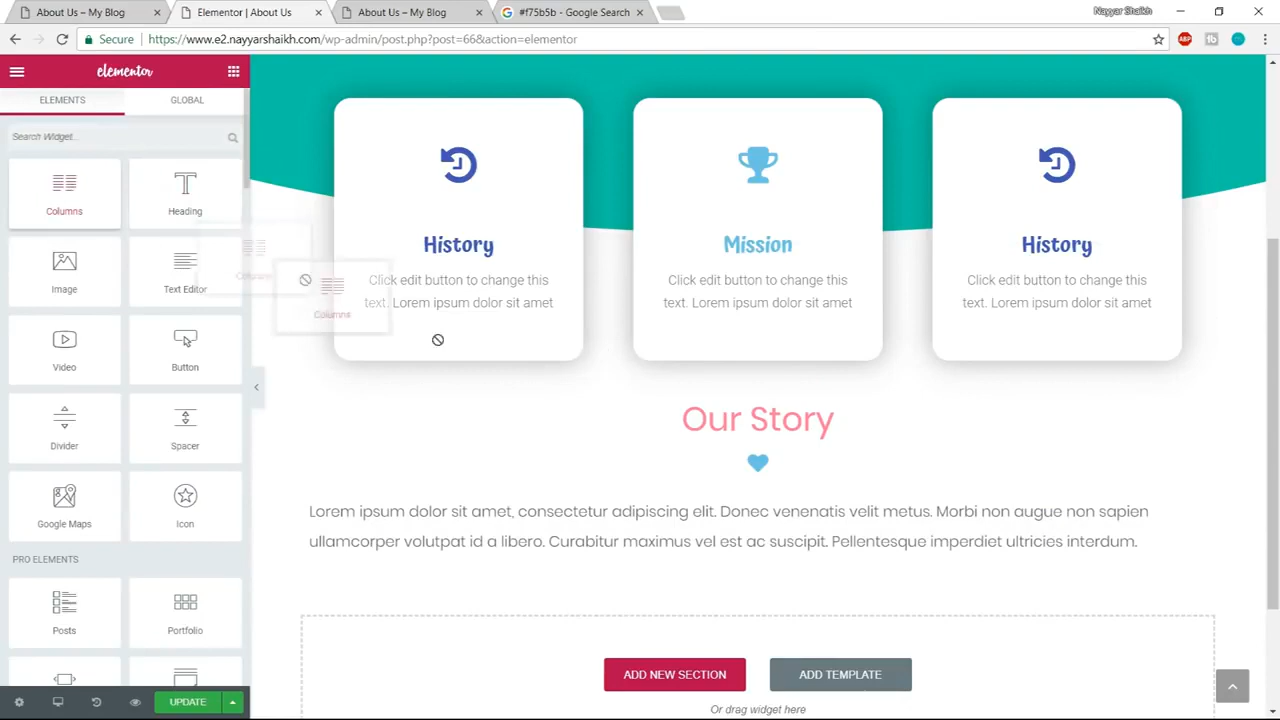 About Us – My Blog
Elementor | About Us
About Us – My Blog
#f75b5b - Google Search
Nayyar Shaikh
Secure
https://www.e2.nayyarshaikh.com/wp-admin/post.php?post=66&action=elementor
ABP
elementor
ELEMENTS
GLOBAL
Search Widget...
Columns
Heading
Image
Text Editor
Columns
Columns
Video
Button
Divider
Spacer
Google Maps
Icon
PRO ELEMENTS
Posts
Portfolio
UPDATE
History
Click edit button to change this
text. Lorem ipsum dolor sit amet
Mission
Click edit button to change this
text. Lorem ipsum dolor sit amet
History
Click edit button to change this
text. Lorem ipsum dolor sit amet
Our Story
Lorem ipsum dolor sit amet, consectetur adipiscing elit. Donec venenatis velit metus. Morbi non augue non sapien
ullamcorper volutpat id a libero. Curabitur maximus vel est ac suscipit. Pellentesque imperdiet ultricies interdum.
ADD NEW SECTION
ADD TEMPLATE
Or drag widget here